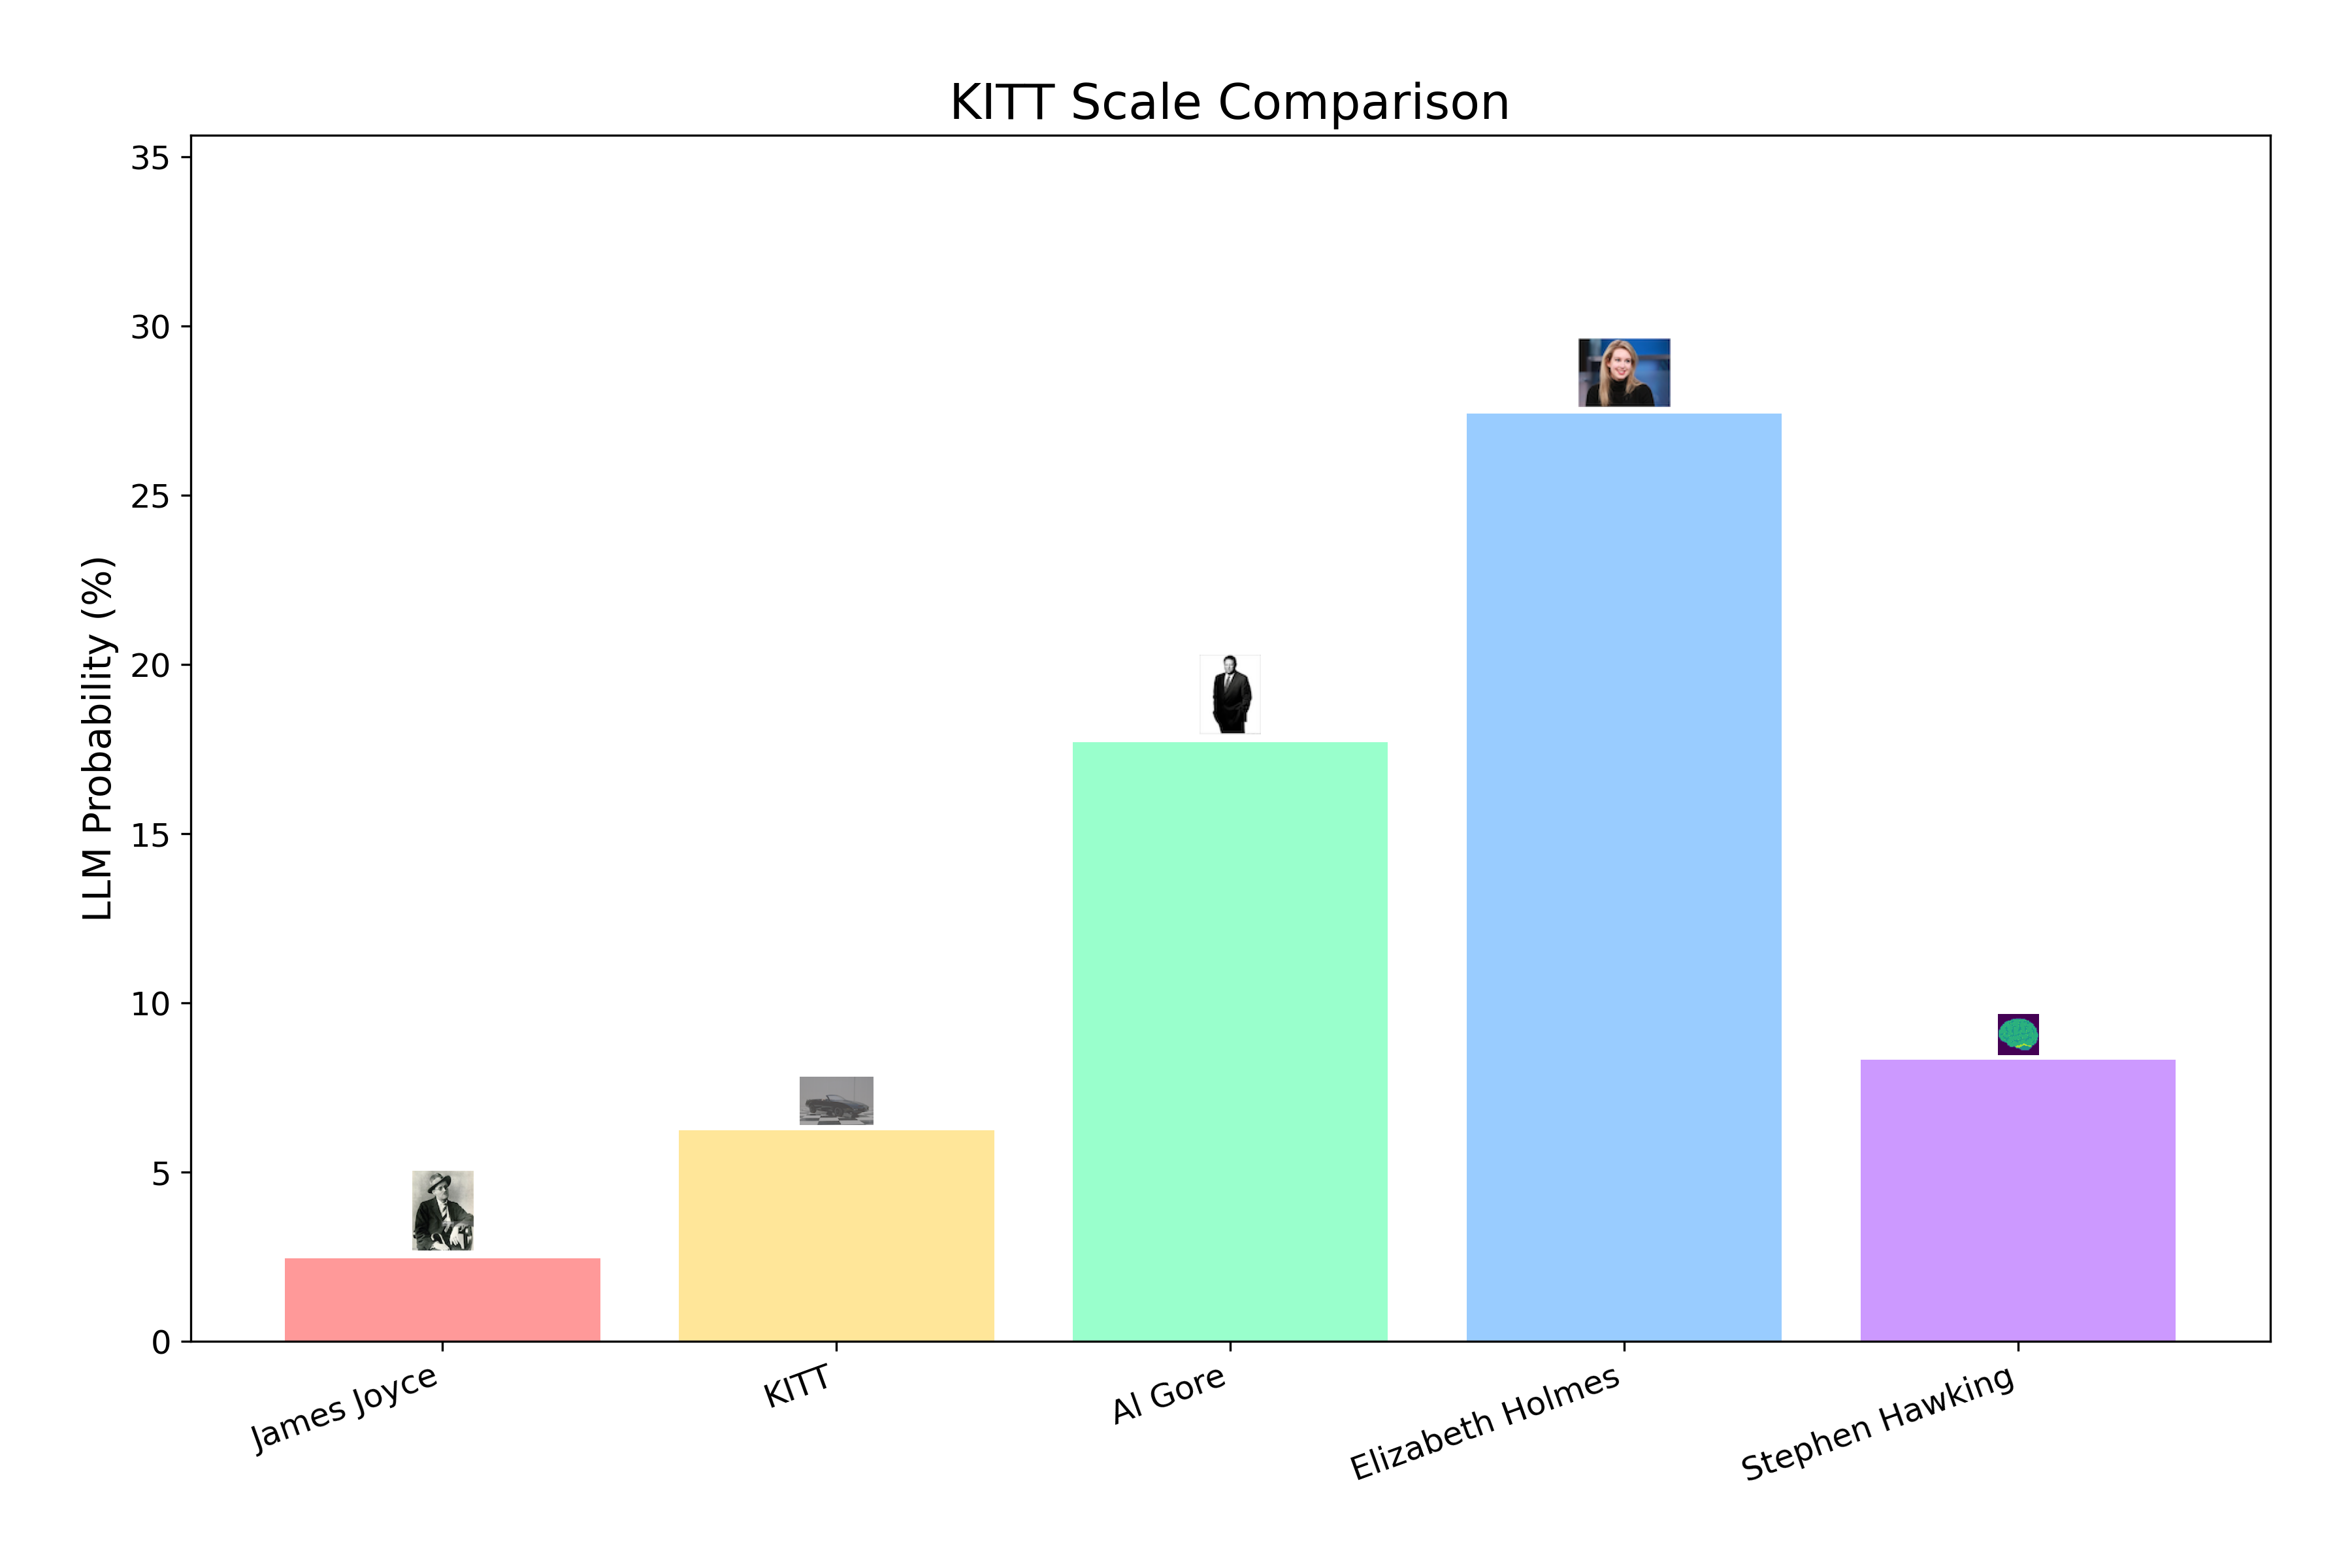 KITT Scale Comparison
LLM Probability (%)
35
30
25
20
15
10
5
0
James Joyce
KITT
Al Gore
Elizabeth Holmes
Stephen Hawking